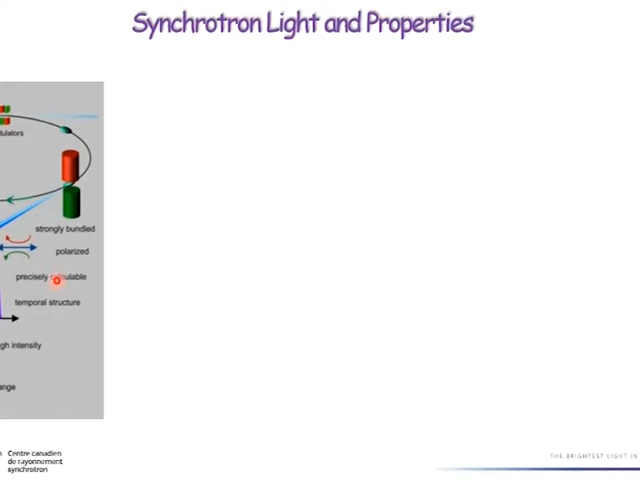 Synchrotron Light and Properties
dulators
strongly bundled
polarized
precisely calculable
temporal structure
gh intensity
ange
n Centre canadien
de rayonnement
synchrotron
THE BRIGHTEST LIGHT IN